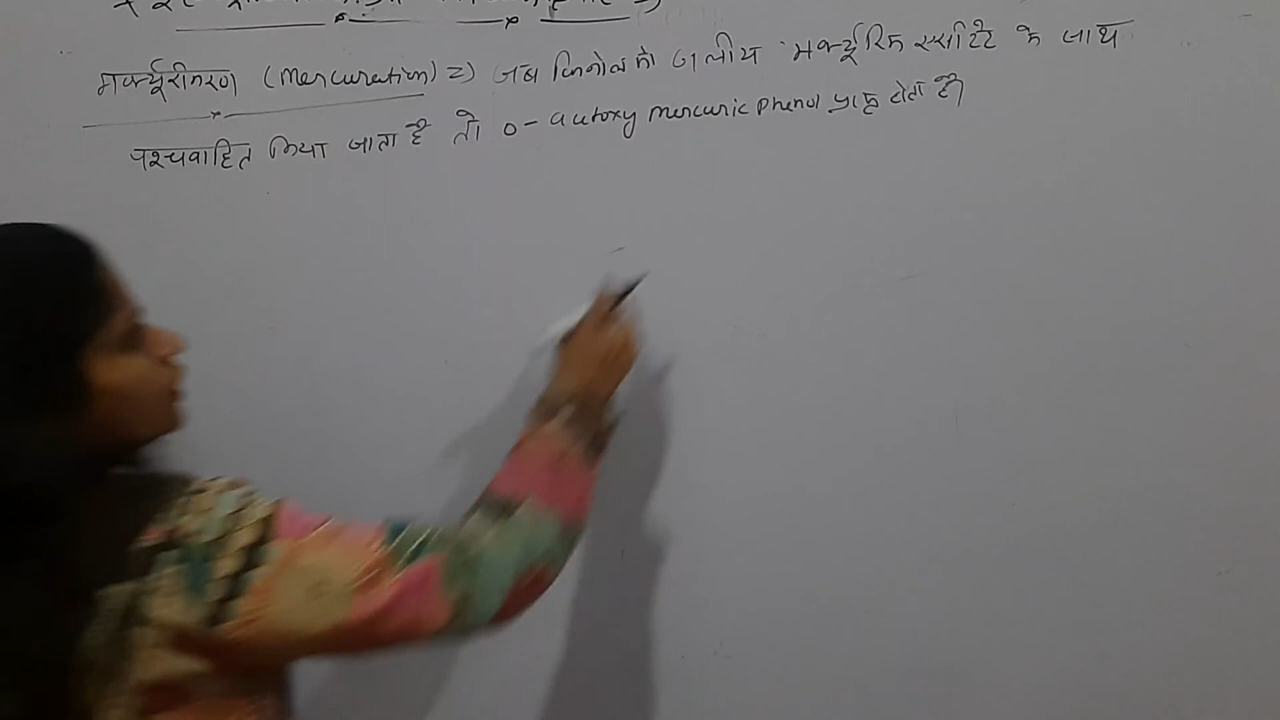 मर्क्यूरीकरण (Mercuration) => जब फिनोल को जलीय मर्क्यूरिक एसीटेट के साथ
पश्चवाहित किया जाता है तो o- acetoxy mercuric phenol प्राप्त होता है।